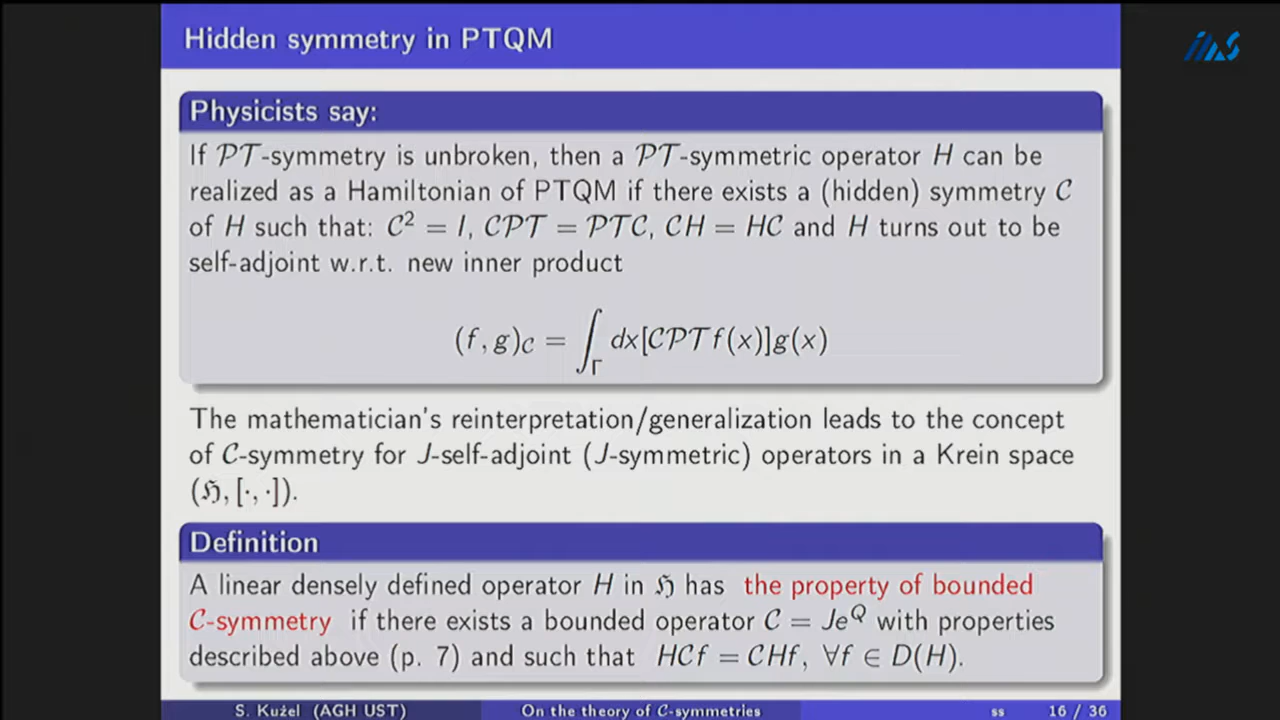 Hidden symmetry in PTQM
IMS
Physicists say:
If 𝒫𝒯-symmetry is unbroken, then a 𝒫𝒯-symmetric operator H can be
realized as a Hamiltonian of PTQM if there exists a (hidden) symmetry 𝒞
of H such that: 𝒞² = I, 𝒞𝒫𝒯 = 𝒫𝒯𝒞, 𝒞H = H𝒞 and H turns out to be
self-adjoint w.r.t. new inner product
(f, g)_𝒞 = ∫_Γ dx[𝒞𝒫𝒯f(x)]g(x)
The mathematician's reinterpretation/generalization leads to the concept
of 𝒞-symmetry for J-self-adjoint (J-symmetric) operators in a Krein space
(ℌ, [·, ·]).
Definition
A linear densely defined operator H in ℌ has the property of bounded
𝒞-symmetry if there exists a bounded operator 𝒞 = Je^Q with properties
described above (p. 7) and such that H𝒞f = 𝒞Hf, ∀f ∈ D(H).
S. Kużel (AGH UST) On the theory of 𝒞-symmetries ss 16 / 36